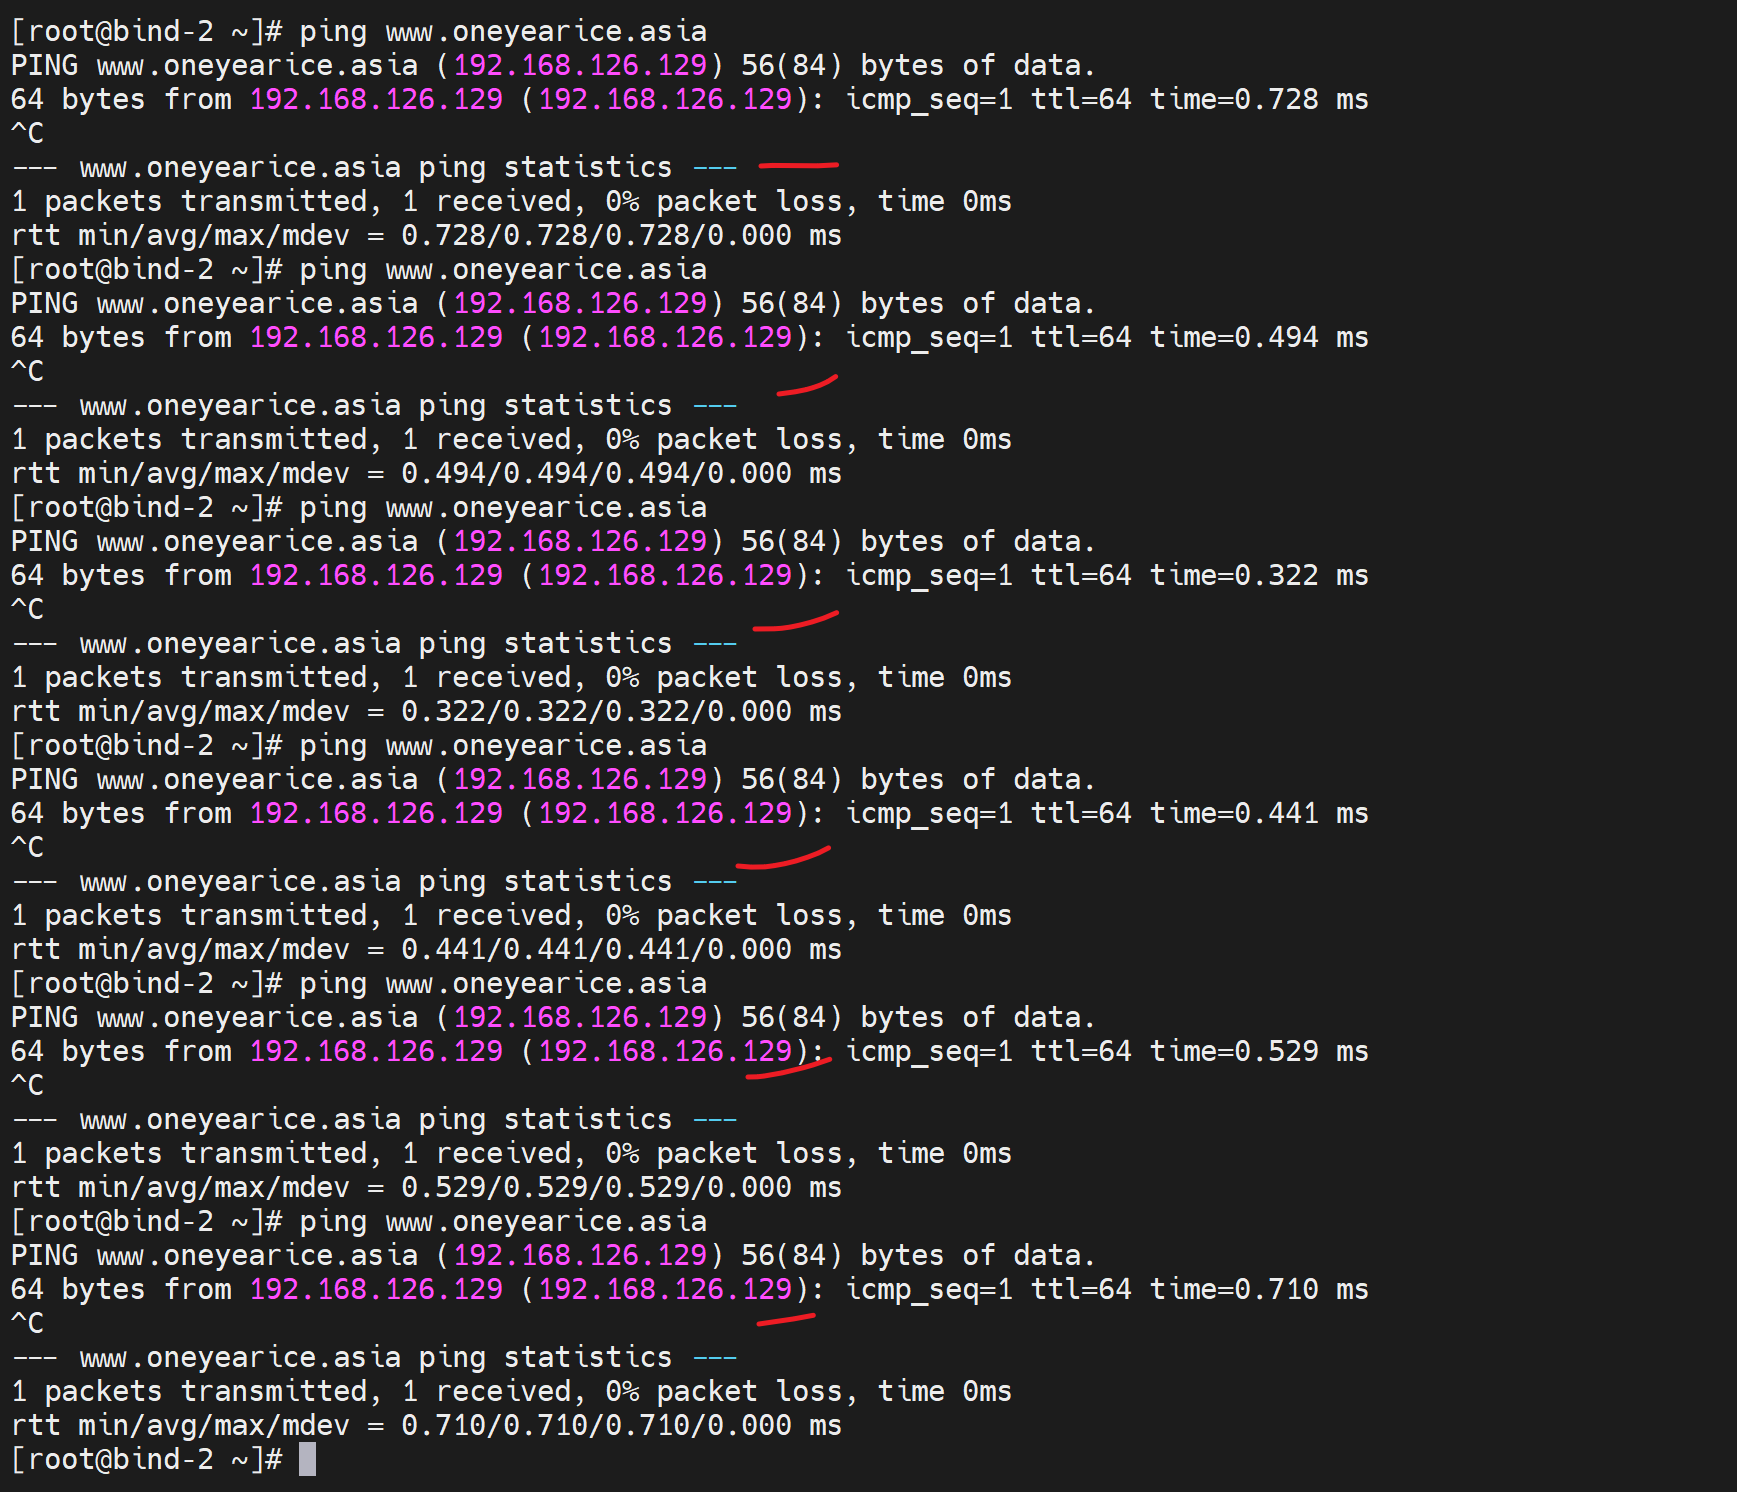 [root@bind-2 ~]# ping www.oneyearice.asia
PING www.oneyearice.asia (192.168.126.129) 56(84) bytes of data.
64 bytes from 192.168.126.129 (192.168.126.129): icmp_seq=1 ttl=64 time=0.728 ms
^C
--- www.oneyearice.asia ping statistics ---
1 packets transmitted, 1 received, 0% packet loss, time 0ms
rtt min/avg/max/mdev = 0.728/0.728/0.728/0.000 ms
[root@bind-2 ~]# ping www.oneyearice.asia
PING www.oneyearice.asia (192.168.126.129) 56(84) bytes of data.
64 bytes from 192.168.126.129 (192.168.126.129): icmp_seq=1 ttl=64 time=0.494 ms
^C
--- www.oneyearice.asia ping statistics ---
1 packets transmitted, 1 received, 0% packet loss, time 0ms
rtt min/avg/max/mdev = 0.494/0.494/0.494/0.000 ms
[root@bind-2 ~]# ping www.oneyearice.asia
PING www.oneyearice.asia (192.168.126.129) 56(84) bytes of data.
64 bytes from 192.168.126.129 (192.168.126.129): icmp_seq=1 ttl=64 time=0.322 ms
^C
--- www.oneyearice.asia ping statistics ---
1 packets transmitted, 1 received, 0% packet loss, time 0ms
rtt min/avg/max/mdev = 0.322/0.322/0.322/0.000 ms
[root@bind-2 ~]# ping www.oneyearice.asia
PING www.oneyearice.asia (192.168.126.129) 56(84) bytes of data.
64 bytes from 192.168.126.129 (192.168.126.129): icmp_seq=1 ttl=64 time=0.441 ms
^C
--- www.oneyearice.asia ping statistics ---
1 packets transmitted, 1 received, 0% packet loss, time 0ms
rtt min/avg/max/mdev = 0.441/0.441/0.441/0.000 ms
[root@bind-2 ~]# ping www.oneyearice.asia
PING www.oneyearice.asia (192.168.126.129) 56(84) bytes of data.
64 bytes from 192.168.126.129 (192.168.126.129): icmp_seq=1 ttl=64 time=0.529 ms
^C
--- www.oneyearice.asia ping statistics ---
1 packets transmitted, 1 received, 0% packet loss, time 0ms
rtt min/avg/max/mdev = 0.529/0.529/0.529/0.000 ms
[root@bind-2 ~]# ping www.oneyearice.asia
PING www.oneyearice.asia (192.168.126.129) 56(84) bytes of data.
64 bytes from 192.168.126.129 (192.168.126.129): icmp_seq=1 ttl=64 time=0.710 ms
^C
--- www.oneyearice.asia ping statistics ---
1 packets transmitted, 1 received, 0% packet loss, time 0ms
rtt min/avg/max/mdev = 0.710/0.710/0.710/0.000 ms
[root@bind-2 ~]#